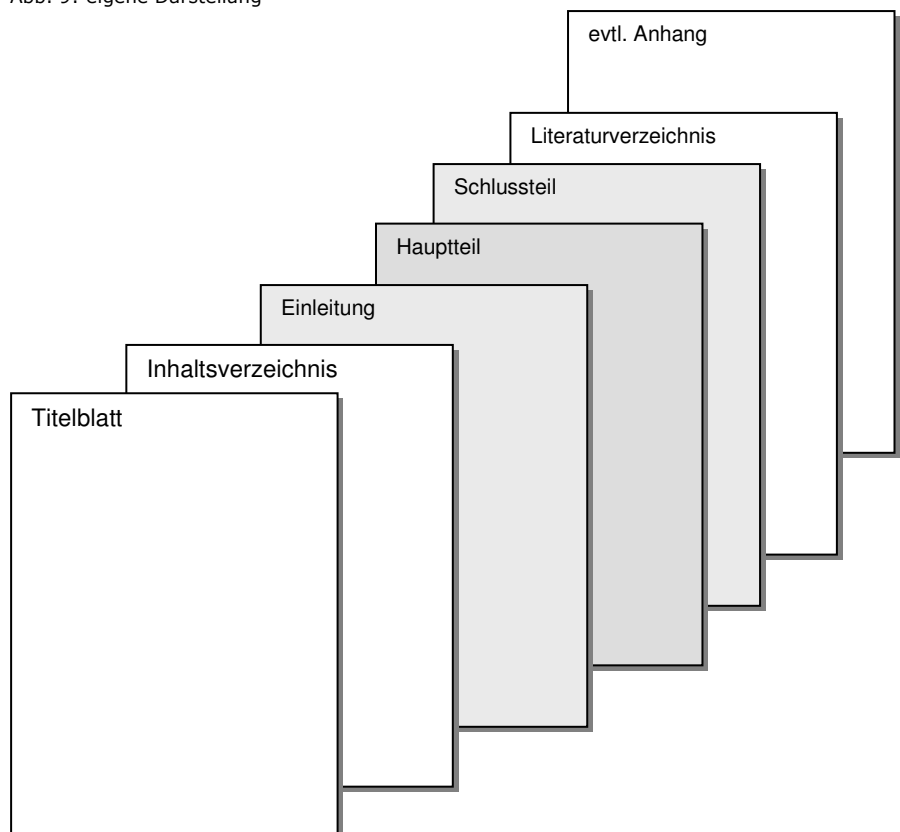 Abb. 9: eigene Darstellung
evtl. Anhang
Literaturverzeichnis
Schlussteil
Hauptteil
Einleitung
Inhaltsverzeichnis
Titelblatt